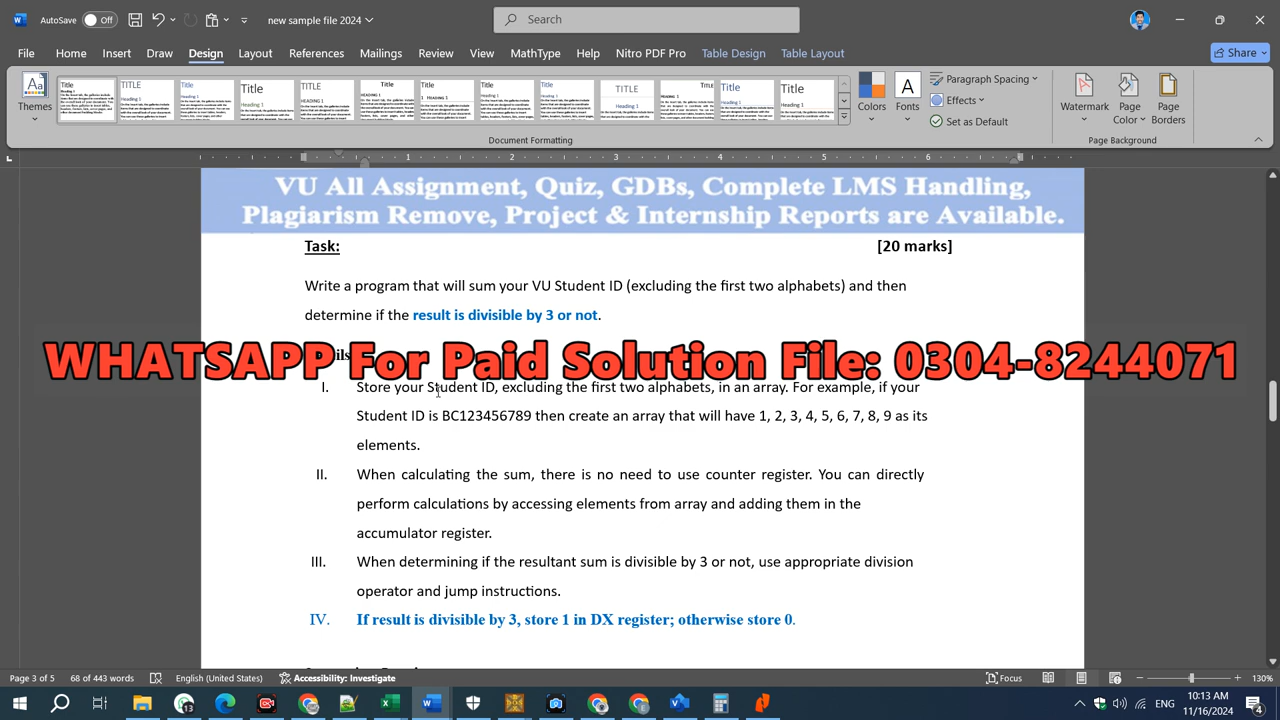 AutoSave Off new sample file 2024 Search
File Home Insert Draw Design Layout References Mailings Review View MathType Help Nitro PDF Pro Table Design Table Layout Share
Themes
Colors Fonts
Paragraph Spacing
Effects
Set as Default
Watermark Page Color Page Borders
Document Formatting Page Background
1 2 3 4 5 6
VU All Assignment, Quiz, GDBs, Complete LMS Handling,
Plagiarism Remove, Project & Internship Reports are Available.
Task: [20 marks]
Write a program that will sum your VU Student ID (excluding the first two alphabets) and then
determine if the result is divisible by 3 or not.
WHATSAPP For Paid Solution File: 0304-8244071
I. Store your Student ID, excluding the first two alphabets, in an array. For example, if your
Student ID is BC123456789 then create an array that will have 1, 2, 3, 4, 5, 6, 7, 8, 9 as its
elements.
II. When calculating the sum, there is no need to use counter register. You can directly
perform calculations by accessing elements from array and adding them in the
accumulator register.
III. When determining if the resultant sum is divisible by 3 or not, use appropriate division
operator and jump instructions.
IV. If result is divisible by 3, store 1 in DX register; otherwise store 0.
Page 3 of 5 68 of 443 words English (United States) Accessibility: Investigate Focus 130%
13 ENG 10:13 AM
11/16/2024 4